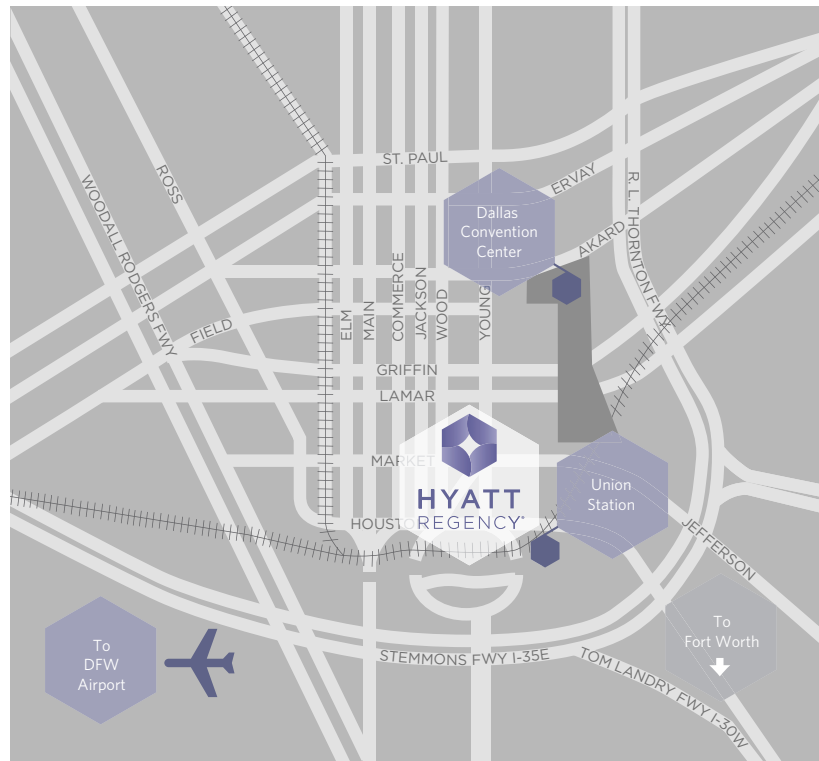 ST. PAUL
ERVAY
ROSS
WOODALL RODGERS FWY
R. L. THORNTON FWY
Dallas
Convention
Center
AKARD
ELM
MAIN
COMMERCE
JACKSON
WOOD
YOUNG
FIELD
GRIFFIN
LAMAR
MARKET
HYATT
REGENCY®
HOUSTO
Union
Station
JEFFERSON
To
DFW
Airport
To
Fort Worth
STEMMONS FWY I-35E
TOM LANDRY FWY I-30W